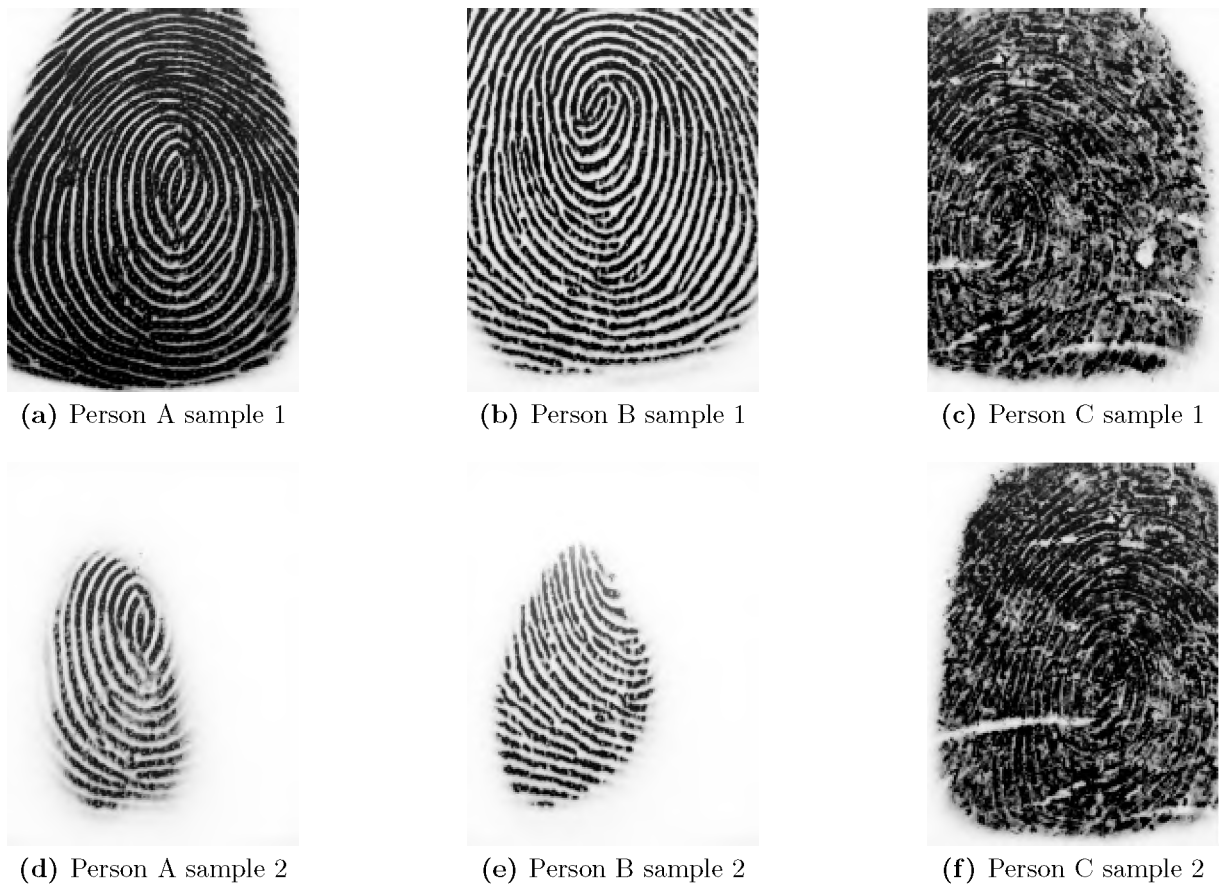 (a) Person A sample 1
(b) Person B sample 1
(c) Person C sample 1
(d) Person A sample 2
(e) Person B sample 2
(f) Person C sample 2